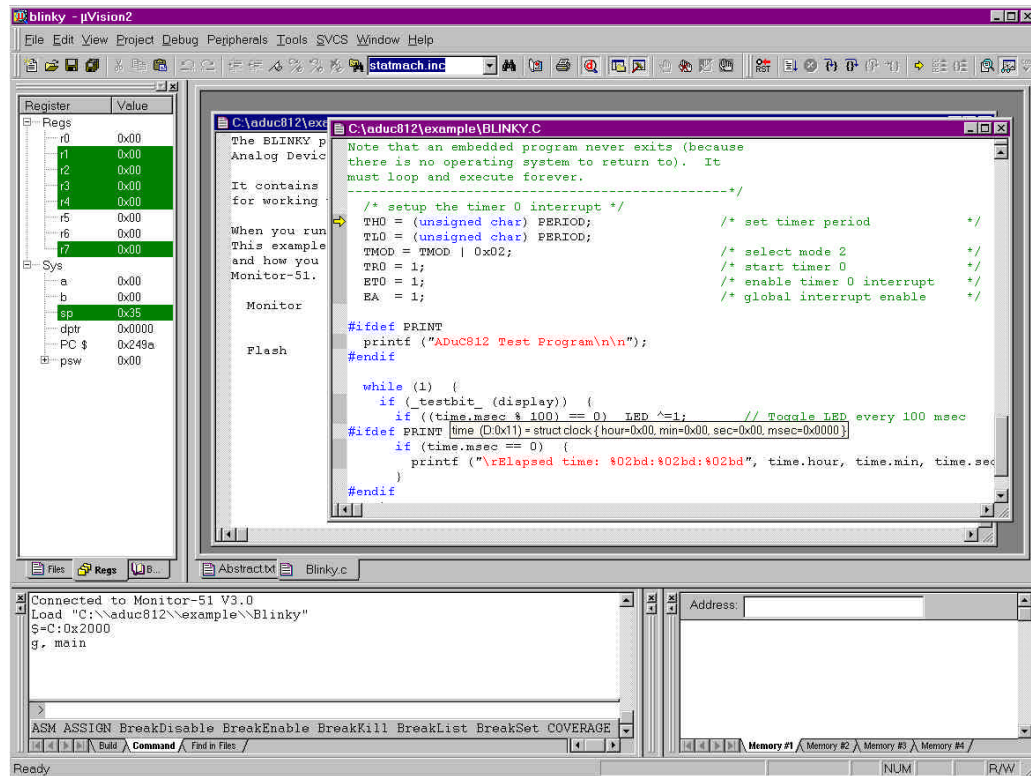 blinky - µVision2
File Edit View Project Debug Peripherals Tools SVCS Window Help
statmach.inc
RST
Register Value
Regs
r0 0x00
r1 0x00
r2 0x00
r3 0x00
r4 0x00
r5 0x00
r6 0x00
r7 0x00
Sys
a 0x00
b 0x00
sp 0x35
dptr 0x0000
PC $ 0x249a
psw 0x00
Files Regs B...
C:\aduc812\exa
The BLINKY p
Analog Devic
It contains
for working
When you run
This example
and how you
Monitor-51.
Monitor
Flash
C:\aduc812\example\BLINKY.C
Note that an embedded program never exits (because
there is no operating system to return to). It
must loop and execute forever.
--------------------------------------------------*/
/* setup the timer 0 interrupt */
TH0 = (unsigned char) PERIOD; /* set timer period */
TL0 = (unsigned char) PERIOD;
TMOD = TMOD | 0x02; /* select mode 2 */
TR0 = 1; /* start timer 0 */
ET0 = 1; /* enable timer 0 interrupt */
EA = 1; /* global interrupt enable */
#ifdef PRINT
printf ("ADuC812 Test Program\n\n");
#endif
while (1) {
if (_testbit_ (display)) {
if ((time.msec % 100) == 0) LED ^=1; // Toggle LED every 100 msec
#ifdef PRINT
time (D:0x11) = struct clock { hour=0x00, min=0x00, sec=0x00, msec=0x0000 }
if (time.msec == 0) {
printf ("\rElapsed time: %02bd:%02bd:%02bd", time.hour, time.min, time.sec
}
#endif
Abstract.txt Blinky.c
Connected to Monitor-51 V3.0
Load "C:\\aduc812\\example\\Blinky"
$=C:0x2000
g, main
>
ASM ASSIGN BreakDisable BreakEnable BreakKill BreakList BreakSet COVERAGE
Build Command Find in Files
Address:
Memory #1 Memory #2 Memory #3 Memory #4
Ready NUM R/W